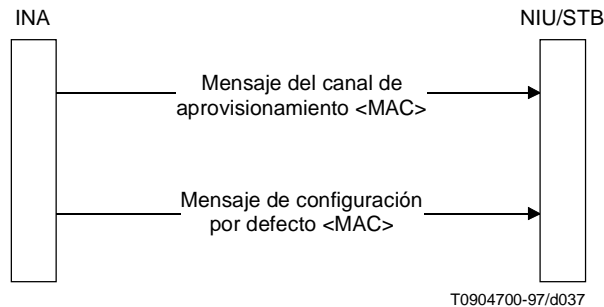 INA
NIU/STB
Mensaje del canal de
aprovisionamiento <MAC>
Mensaje de configuración
por defecto <MAC>
T0904700-97/d037